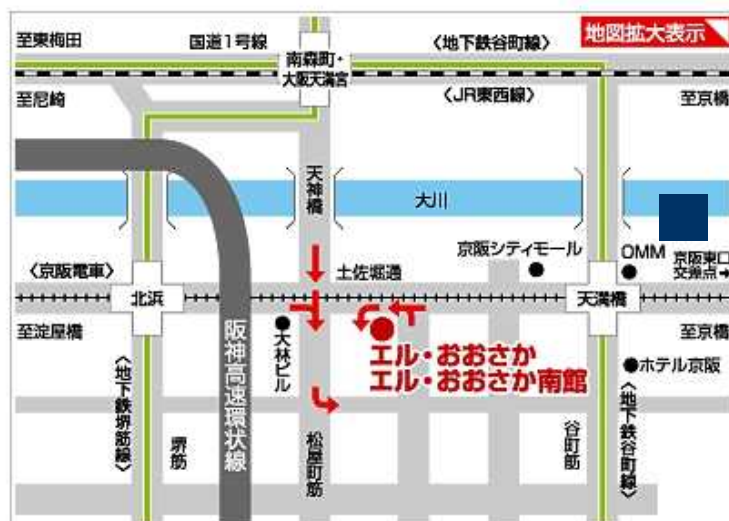 至東梅田
国道1号線
〈地下鉄谷町線〉
地図拡大表示
南森町・
大阪天満宮
至尼崎
〈JR東西線〉
至京橋
天神橋
大川
京阪シティモール
OMM
京阪東口
交差点→
〈京阪電車〉
土佐堀通
北浜
天満橋
至淀屋橋
大林ビル
エル・おおさか
エル・おおさか南館
至京橋
ホテル京阪
阪神高速環状線
〈地下鉄堺筋線〉
堺筋
松屋町筋
谷町筋
〈地下鉄谷町線〉